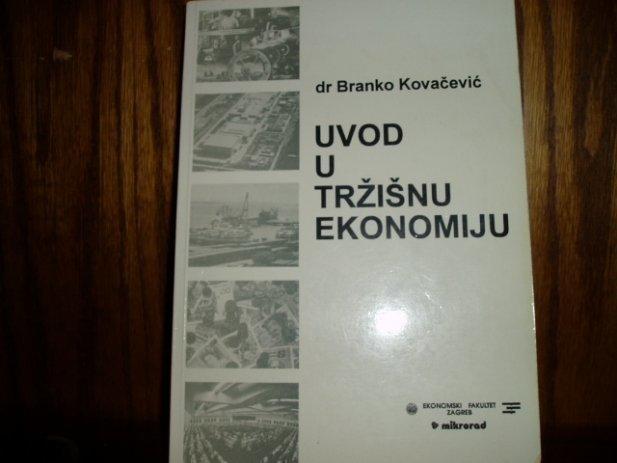 dr Branko Kovačević
UVOD
U
TRŽIŠNU
EKONOMIJU
EKONOMSKI FAKULTET
ZAGREB
mikrorad